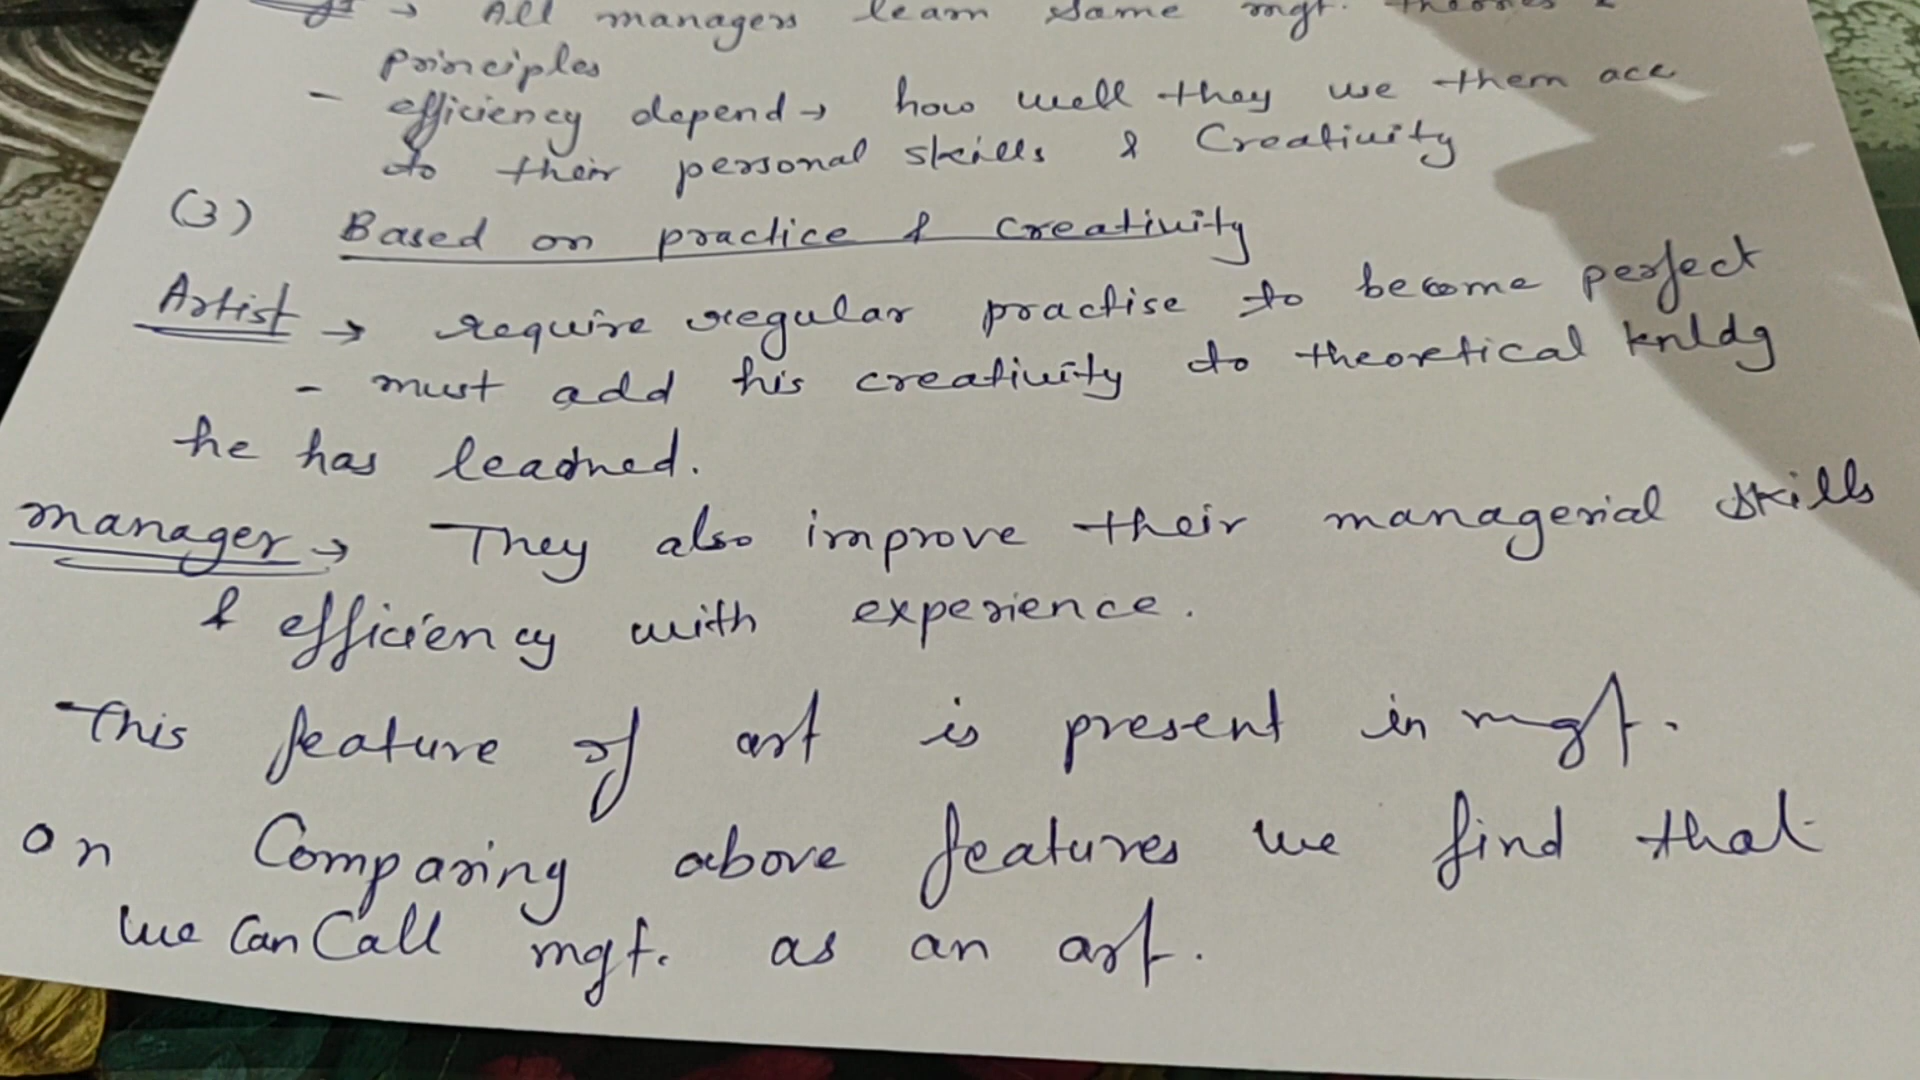 → All managers learn same mgt. theories &
principles
- efficiency depend → how well they use them acc
to their personal skills & Creativity
(3) Based on practice & creativity
Artist → require regular practise to become perfect
- must add his creativity to theoretical knldg
he has learned.
manager → They also improve their managerial skills
& efficiency with experience.
This feature of art is present in mgt.
On Comparing above features we find that
we Can Call mgt. as an art.